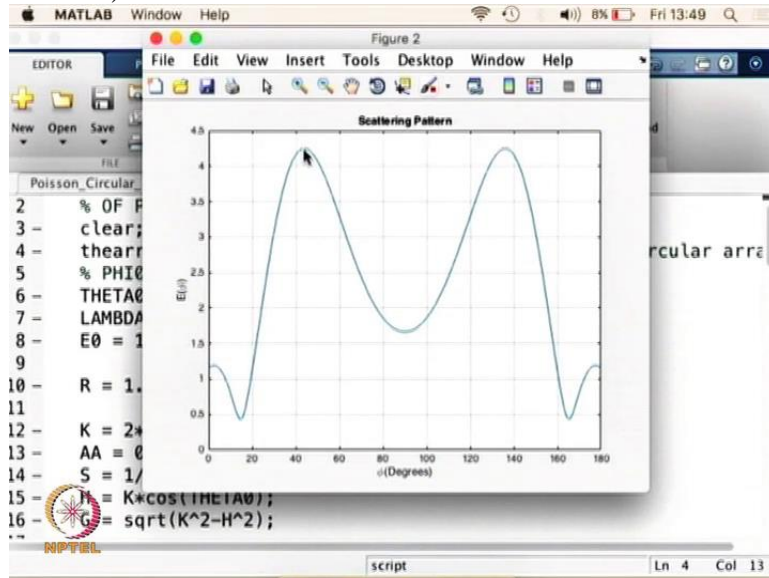 MATLAB Window Help 8% Fri 13:49
Figure 2
EDITOR
File Edit View Insert Tools Desktop Window Help
New Open Save
FILE
Scattering Pattern
4.5
4
3.5
3
2.5
2
1.5
1
0.5
0
E(ϕ)
0 20 40 60 80 100 120 140 160 180
ϕ(Degrees)
Poisson_Circular_
2 % OF
3 - clear;
4 - thearr rcular arra
5 % PHI0
6 - THETA0
7 - LAMBDA
8 - E0 = 1
9
10 - R = 1.
11
12 - K = 2*
13 - AA = 0
14 - S = 1/
15 - H = K*cos(THETA0);
16 - G = sqrt(K^2-H^2);
NPTEL
script Ln 4 Col 13